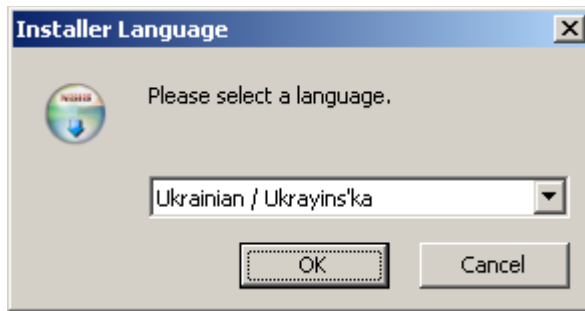 Installer Language
Please select a language.
Ukrainian / Ukrayins'ka
OK
Cancel